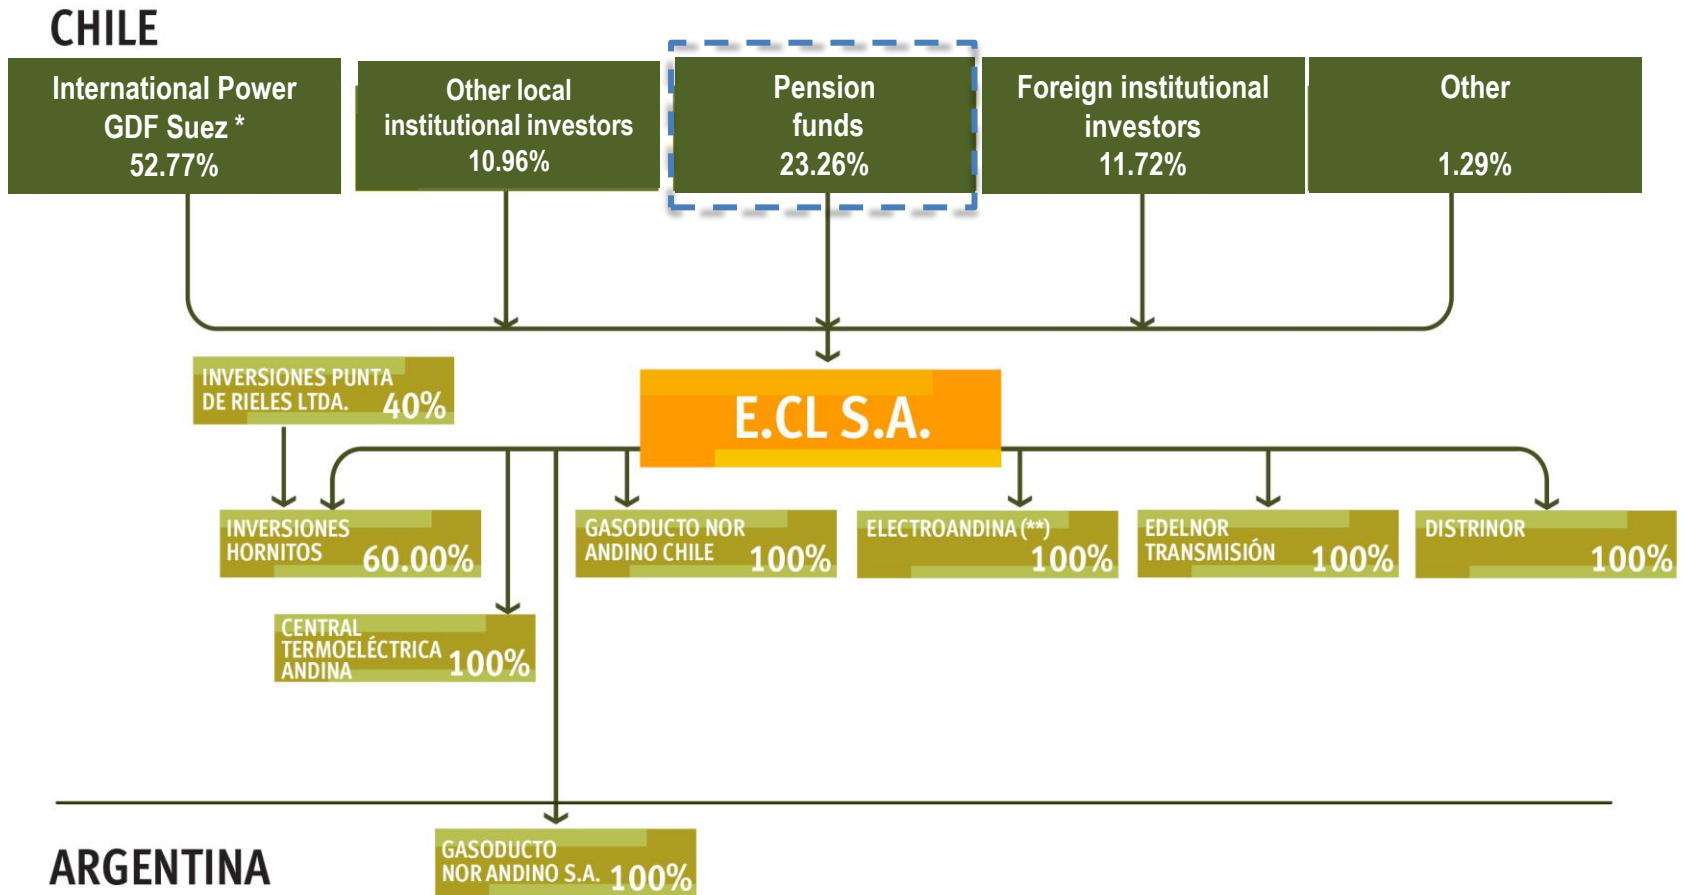 CHILE
International Power
GDF Suez *
52.77%
Other local
institutional investors
10.96%
Pension
funds
23.26%
Foreign institutional
investors
11.72%
Other
1.29%
INVERSIONES PUNTA
DE RIELES LTDA. 40%
E.CL S.A.
INVERSIONES
HORNITOS 60.00%
GASODUCTO NOR
ANDINO CHILE 100%
ELECTROANDINA (**)
100%
EDELNOR
TRANSMISIÓN 100%
DISTRINOR
100%
CENTRAL
TERMOELÉCTRICA
ANDINA 100%
ARGENTINA
GASODUCTO
NOR ANDINO S.A. 100%